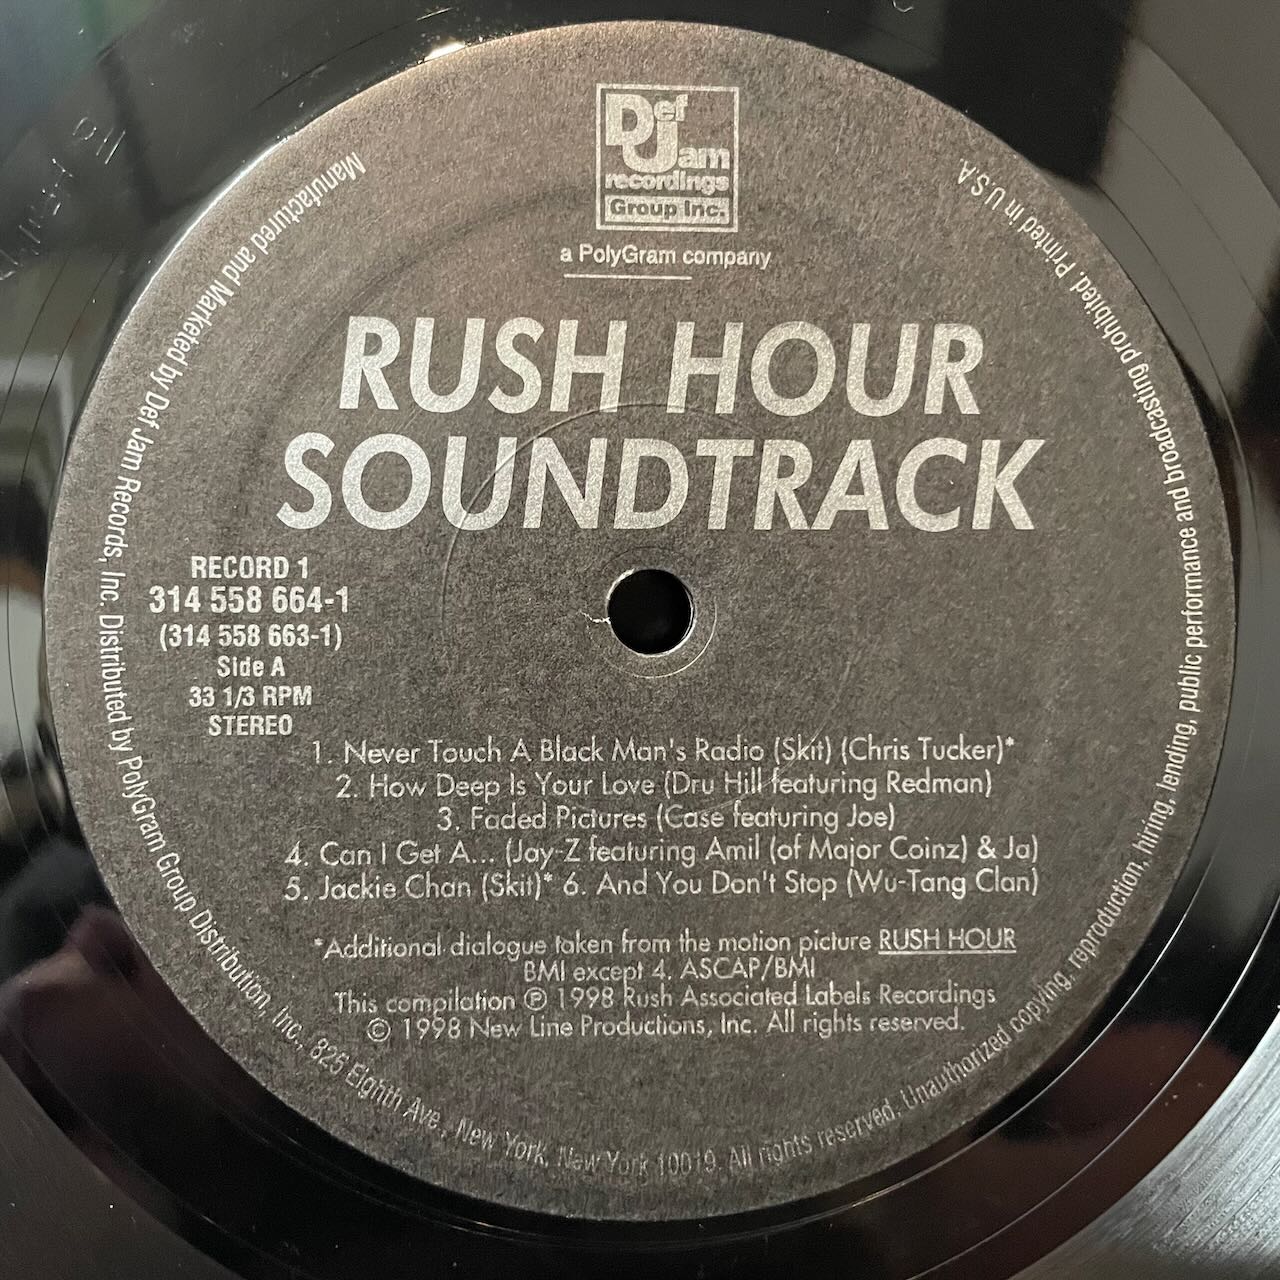 Def
Jam
recordings
Group Inc.
a PolyGram company
RUSH HOUR
SOUNDTRACK
RECORD 1
314 558 664-1
(314 558 663-1)
Side A
33 1/3 RPM
STEREO
1. Never Touch A Black Man's Radio (Skit) (Chris Tucker)*
2. How Deep Is Your Love (Dru Hill featuring Redman)
3. Faded Pictures (Case featuring Joe)
4. Can I Get A... (Jay-Z featuring Amil (of Major Coinz) & Ja)
5. Jackie Chan (Skit)* 6. And You Don't Stop (Wu-Tang Clan)
*Additional dialogue taken from the motion picture RUSH HOUR
BMI except 4. ASCAP/BMI
This compilation ℗ 1998 Rush Associated Labels Recordings
© 1998 New Line Productions, Inc. All rights reserved.
Manufactured and Marketed by Def Jam Records, Inc. Distributed by PolyGram Group Distribution, Inc., 825 Eighth Ave., New York, New York 10019. All rights reserved. Unauthorized copying, reproduction, hiring, lending, public performance and broadcasting prohibited. Printed in U.S.A.